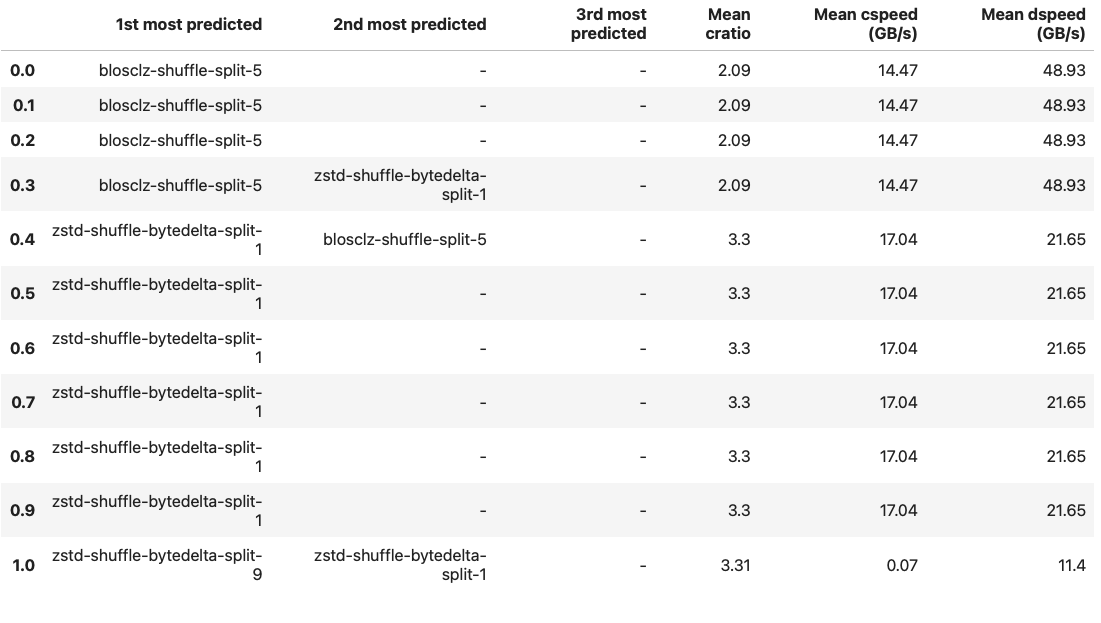 1st most predicted 2nd most predicted 3rd most predicted Mean cratio Mean cspeed (GB/s) Mean dspeed (GB/s)
0.0 blosclz-shuffle-split-5 - - 2.09 14.47 48.93
0.1 blosclz-shuffle-split-5 - - 2.09 14.47 48.93
0.2 blosclz-shuffle-split-5 - - 2.09 14.47 48.93
0.3 blosclz-shuffle-split-5 zstd-shuffle-bytedelta-split-1 - 2.09 14.47 48.93
0.4 zstd-shuffle-bytedelta-split-1 blosclz-shuffle-split-5 - 3.3 17.04 21.65
0.5 zstd-shuffle-bytedelta-split-1 - - 3.3 17.04 21.65
0.6 zstd-shuffle-bytedelta-split-1 - - 3.3 17.04 21.65
0.7 zstd-shuffle-bytedelta-split-1 - - 3.3 17.04 21.65
0.8 zstd-shuffle-bytedelta-split-1 - - 3.3 17.04 21.65
0.9 zstd-shuffle-bytedelta-split-1 - - 3.3 17.04 21.65
1.0 zstd-shuffle-bytedelta-split-9 zstd-shuffle-bytedelta-split-1 - 3.31 0.07 11.4